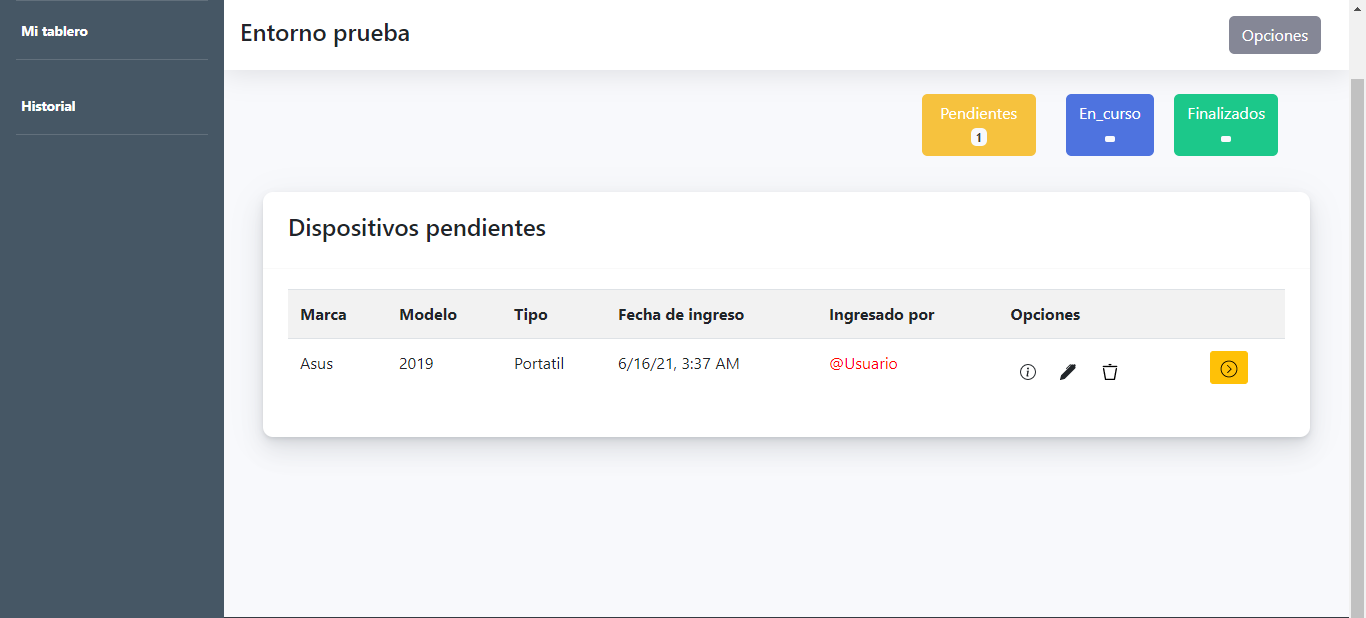 Mi tablero
Historial
Entorno prueba
Opciones
Pendientes
1
En_curso
Finalizados
Dispositivos pendientes
Marca Modelo Tipo Fecha de ingreso Ingresado por Opciones
Asus 2019 Portatil 6/16/21, 3:37 AM @Usuario